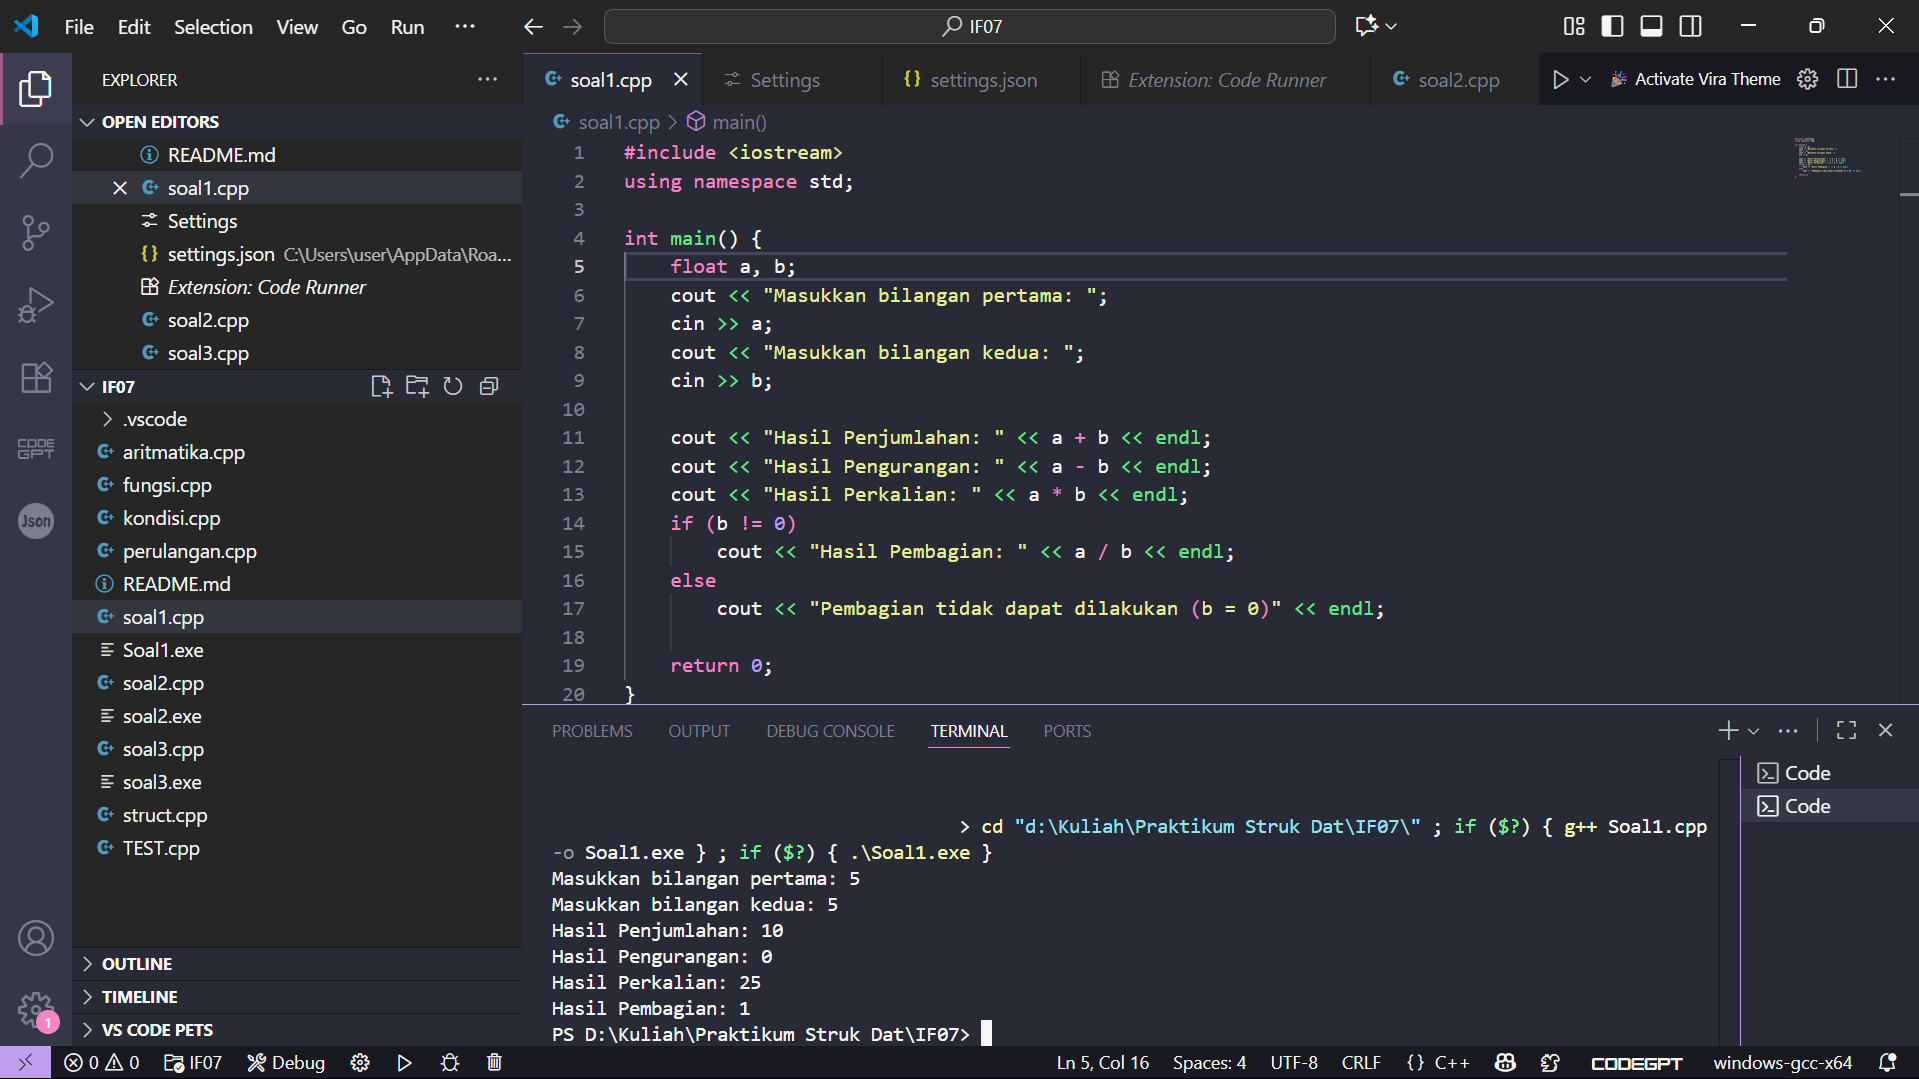 File Edit Selection View Go Run ···
IF07
EXPLORER
OPEN EDITORS
README.md
soal1.cpp
Settings
settings.json C:\Users\user\AppData\Roa...
Extension: Code Runner
soal2.cpp
soal3.cpp
IF07
.vscode
aritmatika.cpp
fungsi.cpp
kondisi.cpp
perulangan.cpp
README.md
soal1.cpp
Soal1.exe
soal2.cpp
soal2.exe
soal3.cpp
soal3.exe
struct.cpp
TEST.cpp
OUTLINE
TIMELINE
VS CODE PETS
CODE GPT
Json
1
soal1.cpp Settings {} settings.json Extension: Code Runner soal2.cpp Activate Vira Theme
soal1.cpp > main()
1 #include <iostream>
2 using namespace std;
3
4 int main() {
5 float a, b;
6 cout << "Masukkan bilangan pertama: ";
7 cin >> a;
8 cout << "Masukkan bilangan kedua: ";
9 cin >> b;
10
11 cout << "Hasil Penjumlahan: " << a + b << endl;
12 cout << "Hasil Pengurangan: " << a - b << endl;
13 cout << "Hasil Perkalian: " << a * b << endl;
14 if (b != 0)
15 cout << "Hasil Pembagian: " << a / b << endl;
16 else
17 cout << "Pembagian tidak dapat dilakukan (b = 0)" << endl;
18
19 return 0;
20 }
PROBLEMS OUTPUT DEBUG CONSOLE TERMINAL PORTS
Code
Code
> cd "d:\Kuliah\Praktikum Struk Dat\IF07\" ; if ($?) { g++ Soal1.cpp
-o Soal1.exe } ; if ($?) { .\Soal1.exe }
Masukkan bilangan pertama: 5
Masukkan bilangan kedua: 5
Hasil Penjumlahan: 10
Hasil Pengurangan: 0
Hasil Perkalian: 25
Hasil Pembagian: 1
PS D:\Kuliah\Praktikum Struk Dat\IF07>
0 0 IF07 Debug Ln 5, Col 16 Spaces: 4 UTF-8 CRLF {} C++ CODEGPT windows-gcc-x64